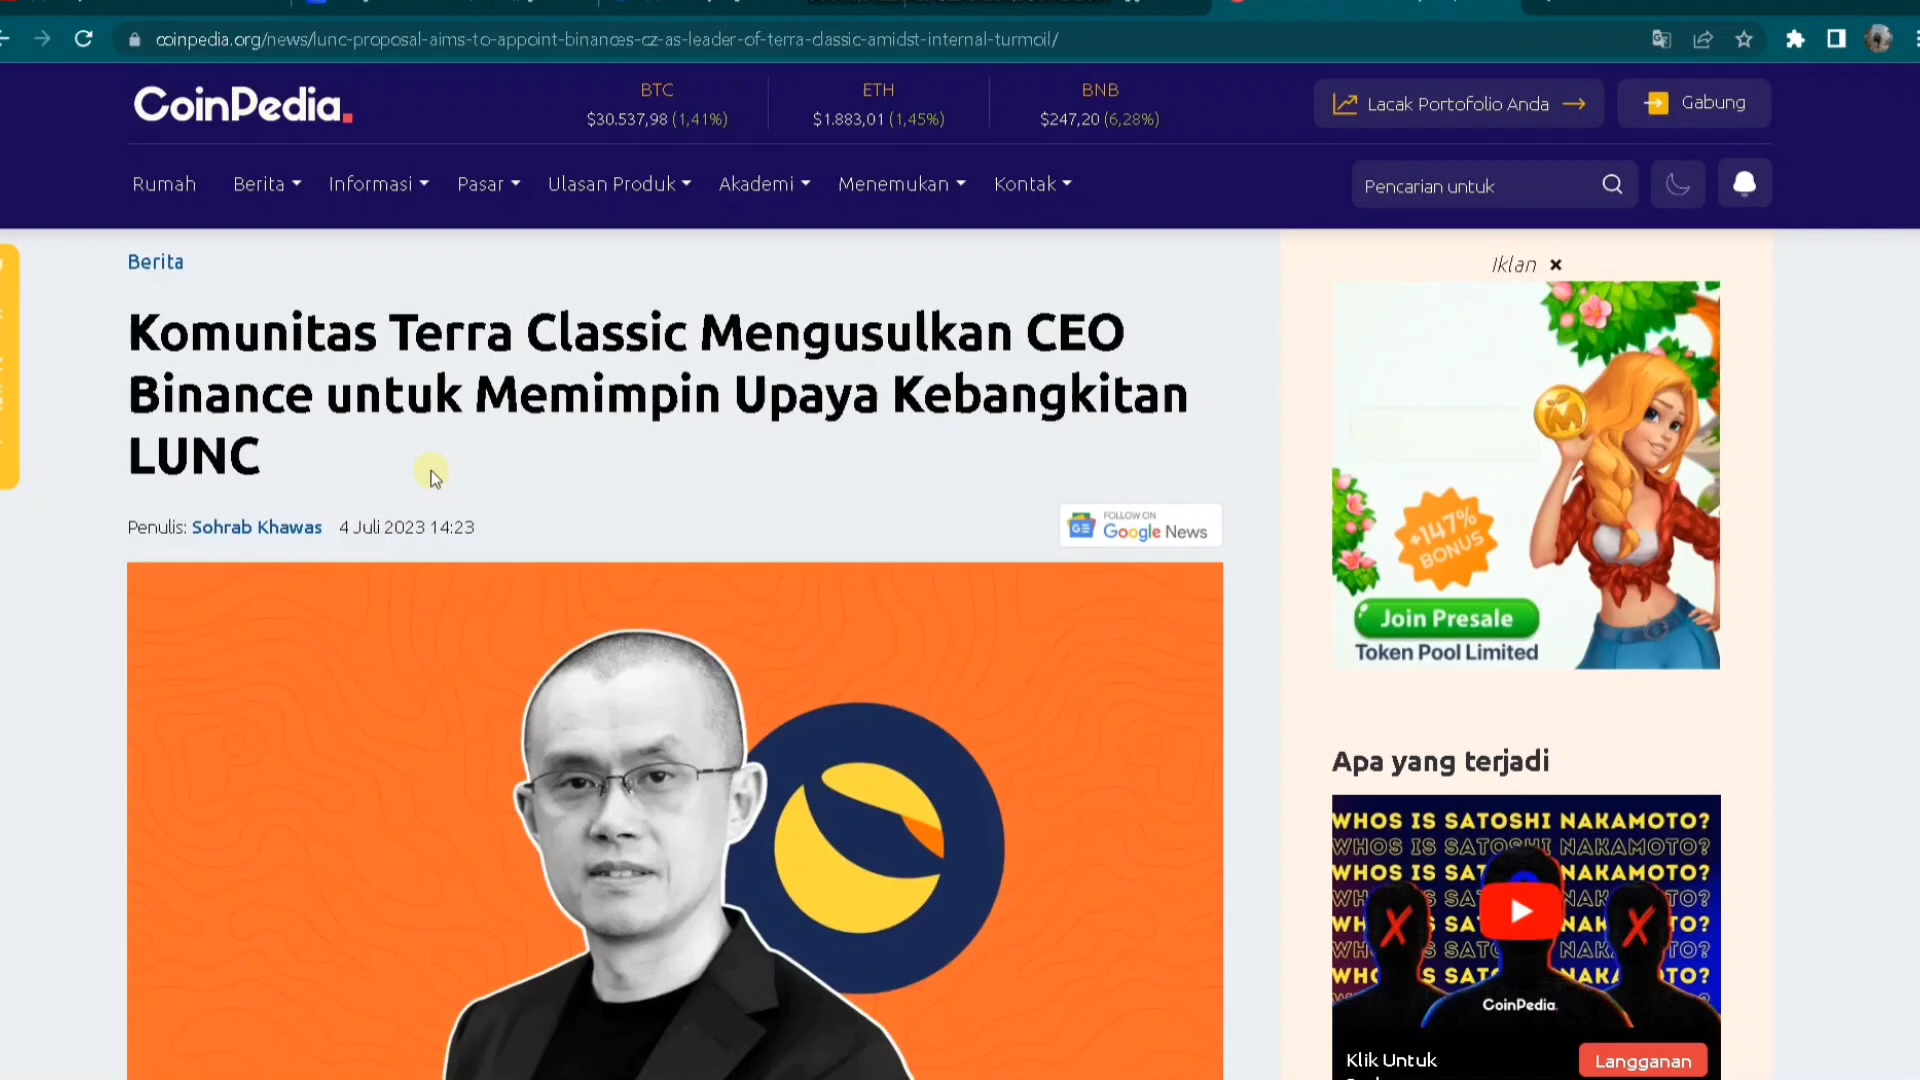 coinpedia.org/news/lunc-proposal-aims-to-appoint-binances-cz-as-leader-of-terra-classic-amidst-internal-turmoil/
CoinPedia.
BTC
$30.537,98 (1,41%)
ETH
$1.883,01 (1,45%)
BNB
$247,20 (6,28%)
Lacak Portofolio Anda
Gabung
Rumah
Berita
Informasi
Pasar
Ulasan Produk
Akademi
Menemukan
Kontak
Pencarian untuk
Berita
Komunitas Terra Classic Mengusulkan CEO
Binance untuk Memimpin Upaya Kebangkitan
LUNC
Penulis: Sohrab Khawas 4 Juli 2023 14:23
FOLLOW ON
Google News
Iklan
+147%
BONUS
Join Presale
Token Pool Limited
Apa yang terjadi
WHOS IS SATOSHI NAKAMOTO?
WHOS IS SATOSHI NAKAMOTO?
CoinPedia.
Klik Untuk
Langganan